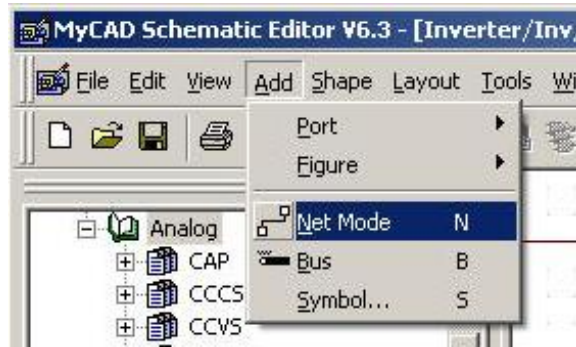 MyCAD Schematic Editor V6.3 - [Inverter/Inv
File Edit View Add Shape Layout Tools Wi
Port
Figure
Net Mode N
Bus B
Symbol... S
Analog
CAP
CCCS
CCVS